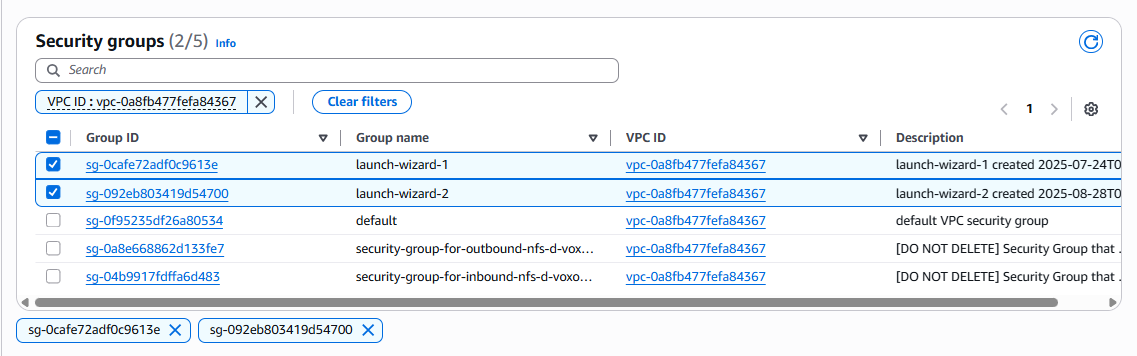 Security groups (2/5) Info
Search
VPC ID : vpc-0a8fb477fefa84367
Clear filters
1
Group ID Group name VPC ID Description
sg-0cafe72adf0c9613e launch-wizard-1 vpc-0a8fb477fefa84367 launch-wizard-1 created 2025-07-24T0
sg-092eb803419d54700 launch-wizard-2 vpc-0a8fb477fefa84367 launch-wizard-2 created 2025-08-28T0
sg-0f95235df26a80534 default vpc-0a8fb477fefa84367 default VPC security group
sg-0a8e668862d133fe7 security-group-for-outbound-nfs-d-vox... vpc-0a8fb477fefa84367 [DO NOT DELETE] Security Group that .
sg-04b9917fdffa6d483 security-group-for-inbound-nfs-d-voxo... vpc-0a8fb477fefa84367 [DO NOT DELETE] Security Group that .
sg-0cafe72adf0c9613e sg-092eb803419d54700